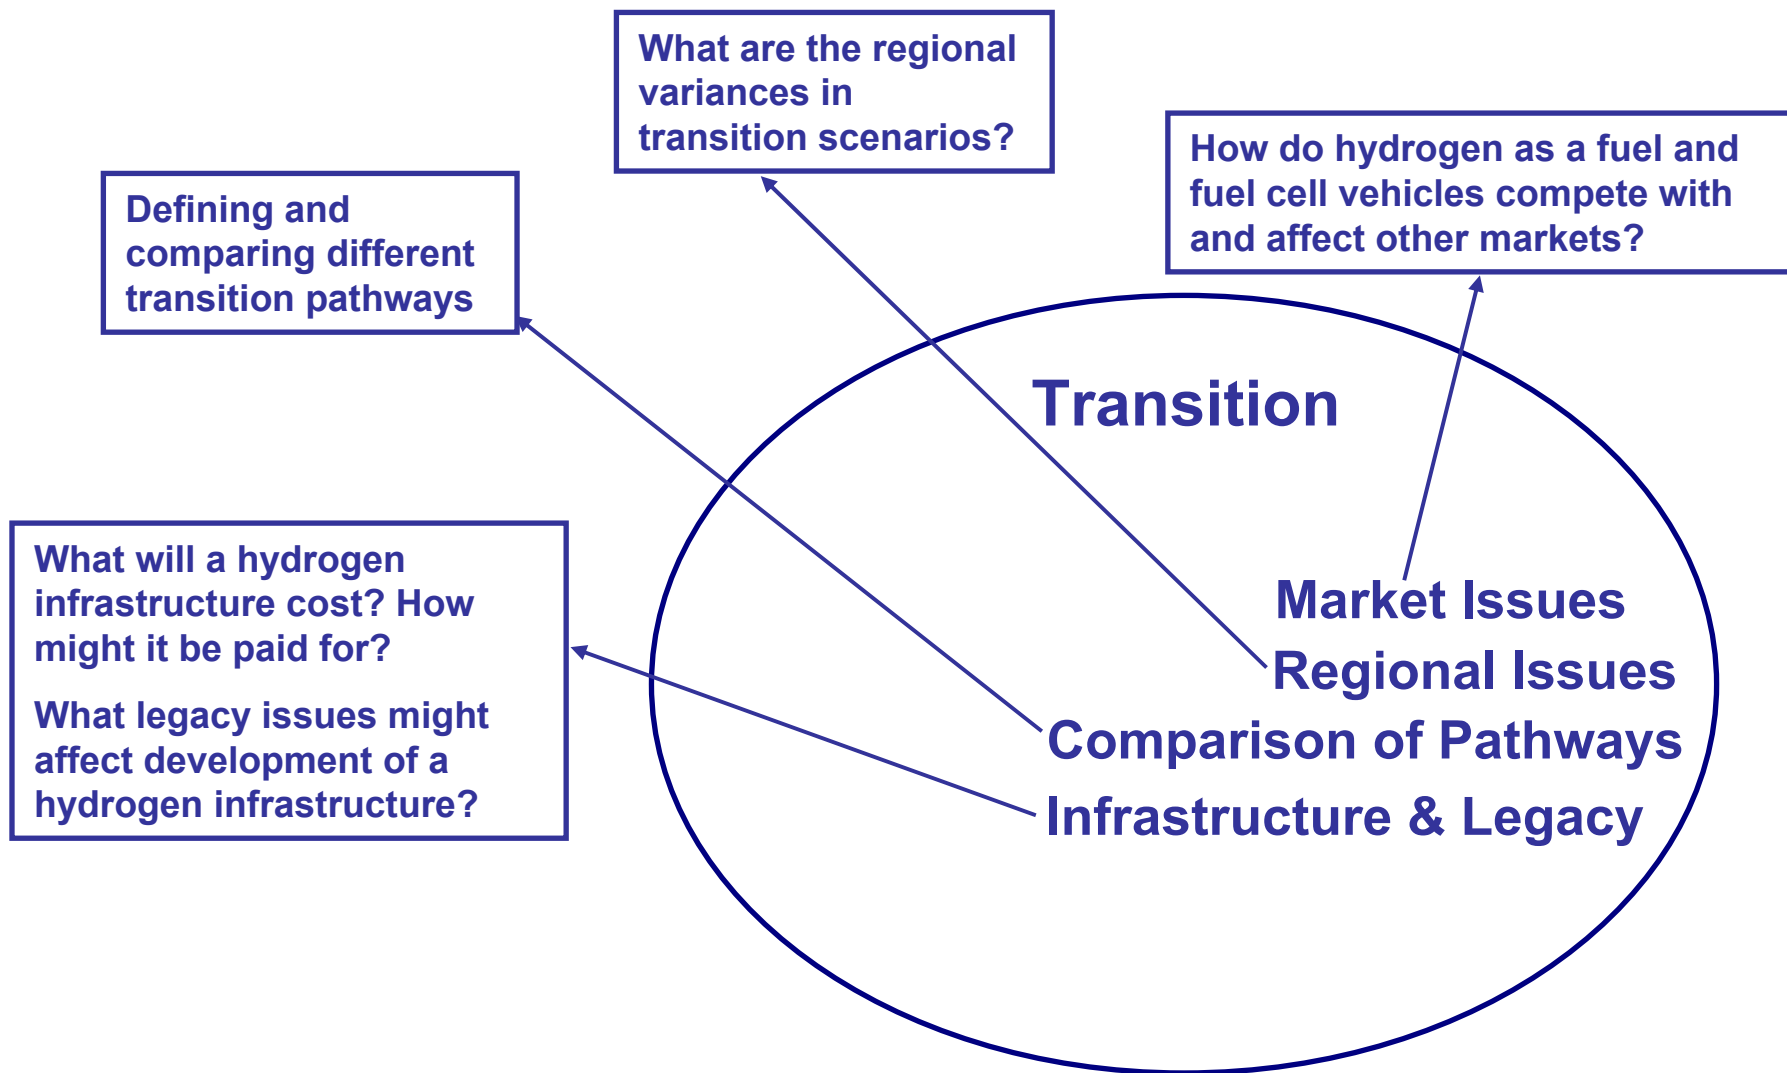 What are the regional
variances in
transition scenarios?
How do hydrogen as a fuel and
fuel cell vehicles compete with
and affect other markets?
Defining and
comparing different
transition pathways
Transition
What will a hydrogen
infrastructure cost? How
might it be paid for?
What legacy issues might
affect development of a
hydrogen infrastructure?
Market Issues
Regional Issues
Comparison of Pathways
Infrastructure & Legacy